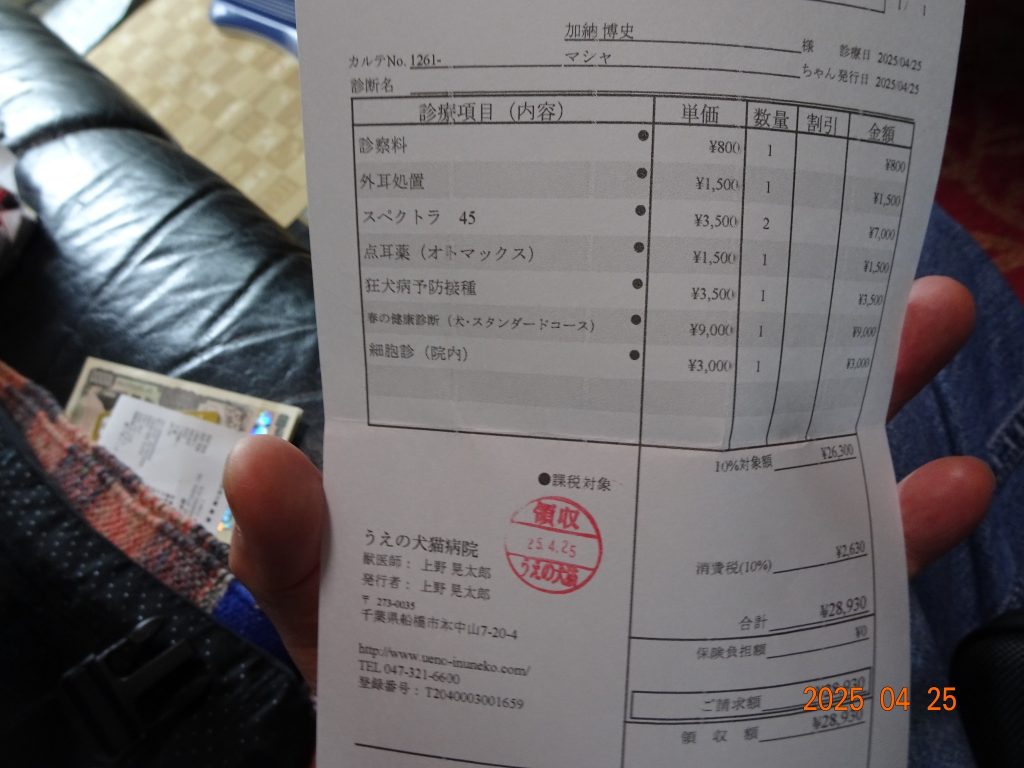 1/ 1
加納 博史 様 診療日 2025/04/25
カルテNo. 1261- マシャ ちゃん 発行日 2025/04/25
診断名
診療項目（内容） 単価 数量 割引 金額
診察料 ● ¥800 1 ¥800
外耳処置 ● ¥1,500 1 ¥1,500
スペクトラ 45 ● ¥3,500 2 ¥7,000
点耳薬（オトマックス） ● ¥1,500 1 ¥1,500
狂犬病予防接種 ● ¥3,500 1 ¥3,500
春の健康診断（犬・スタンダードコース） ● ¥9,000 1 ¥9,000
細胞診（院内） ● ¥3,000 1 ¥3,000
10%対象額 ¥26,300
●課税対象
消費税(10%) ¥2,630
合計 ¥28,930
保険負担額 ¥0
ご請求額 ¥28,930
領収額 ¥28,930
領収
25.4.25
うえの犬猫
うえの犬猫病院
獣医師： 上野 晃太郎
発行者： 上野 晃太郎
〒 273-0035
千葉県船橋市本中山7-20-4
http://www.ueno-inuneko.com/
TEL 047-321-6600
登録番号：T2040003001659
2025 04 25